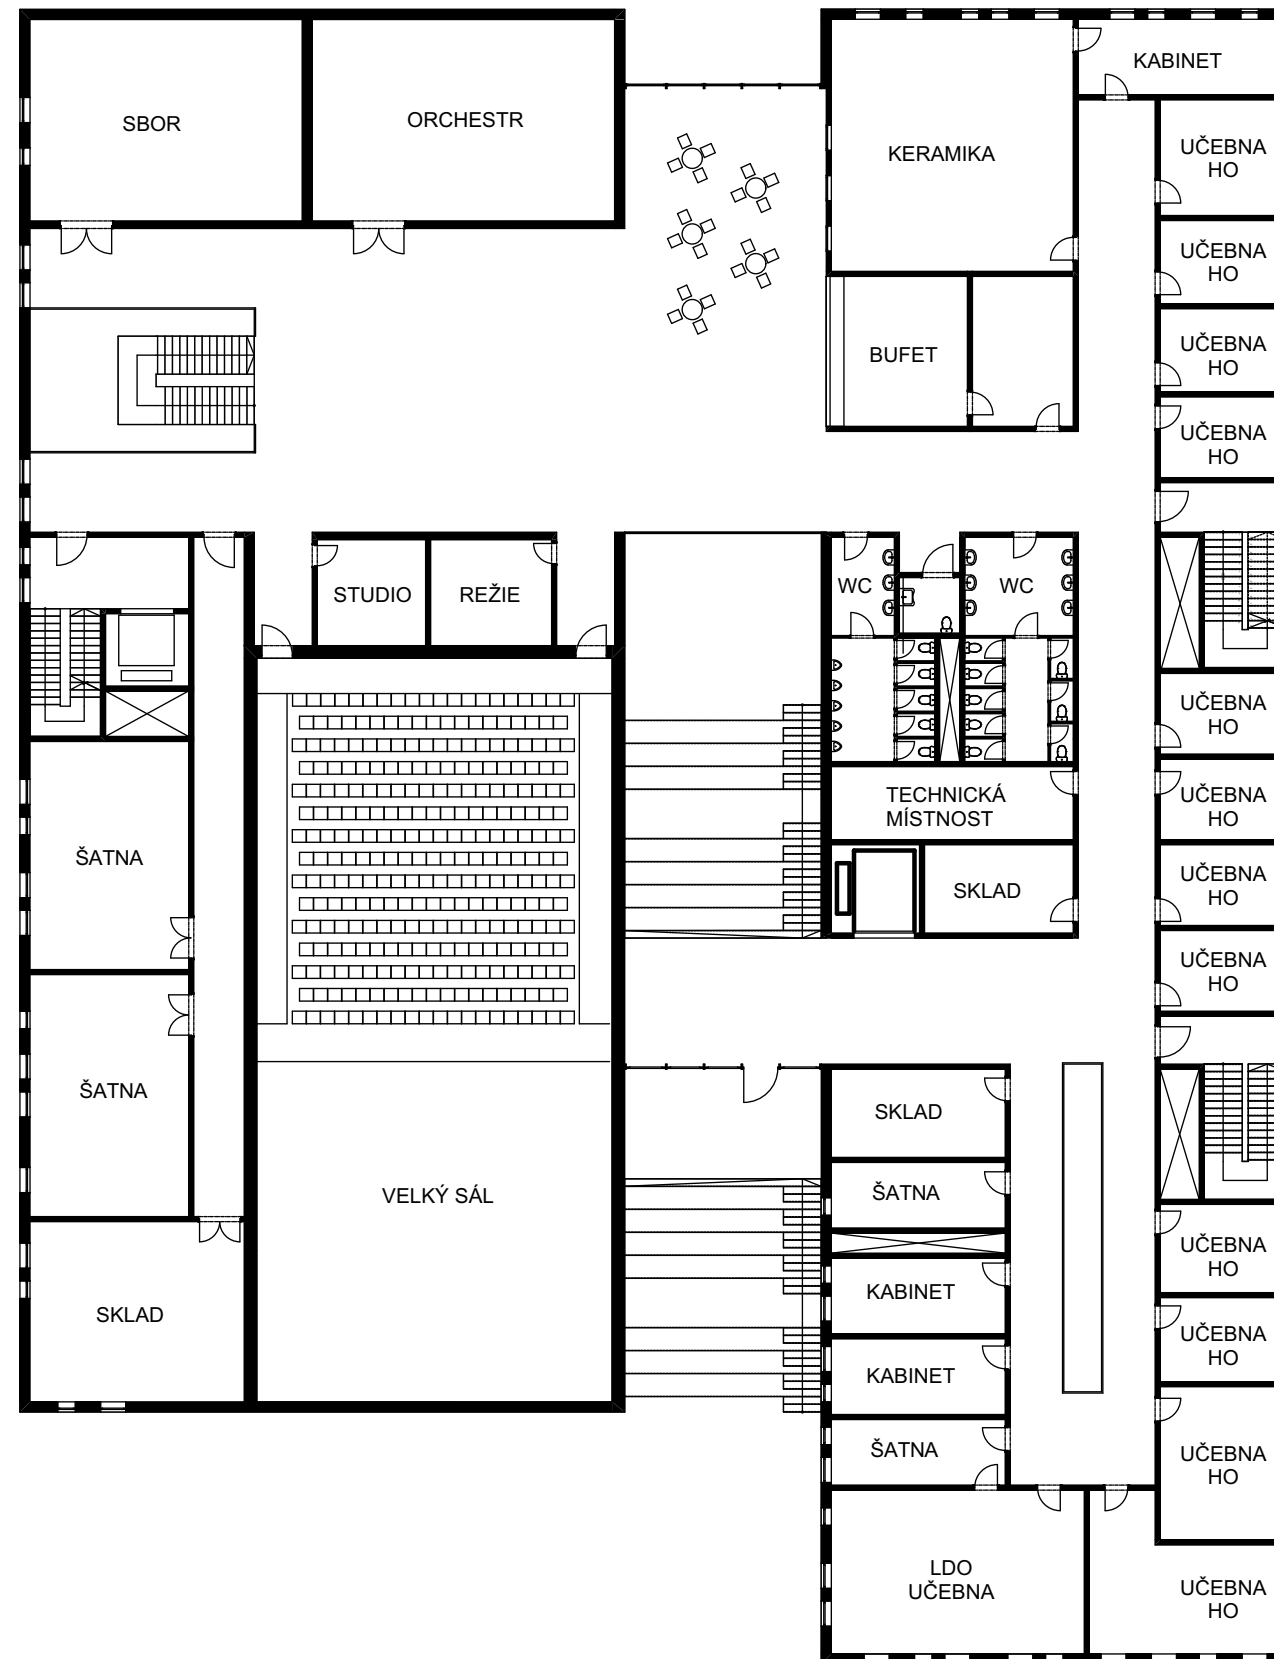 SBOR
ORCHESTR
KERAMIKA
KABINET
UČEBNA
HO
UČEBNA
HO
BUFET
UČEBNA
HO
UČEBNA
HO
STUDIO
REŽIE
WC
WC
UČEBNA
HO
TECHNICKÁ
MÍSTNOST
UČEBNA
HO
ŠATNA
SKLAD
UČEBNA
HO
UČEBNA
HO
ŠATNA
SKLAD
VELKÝ SÁL
ŠATNA
UČEBNA
HO
SKLAD
KABINET
UČEBNA
HO
KABINET
ŠATNA
UČEBNA
HO
LDO
UČEBNA
UČEBNA
HO